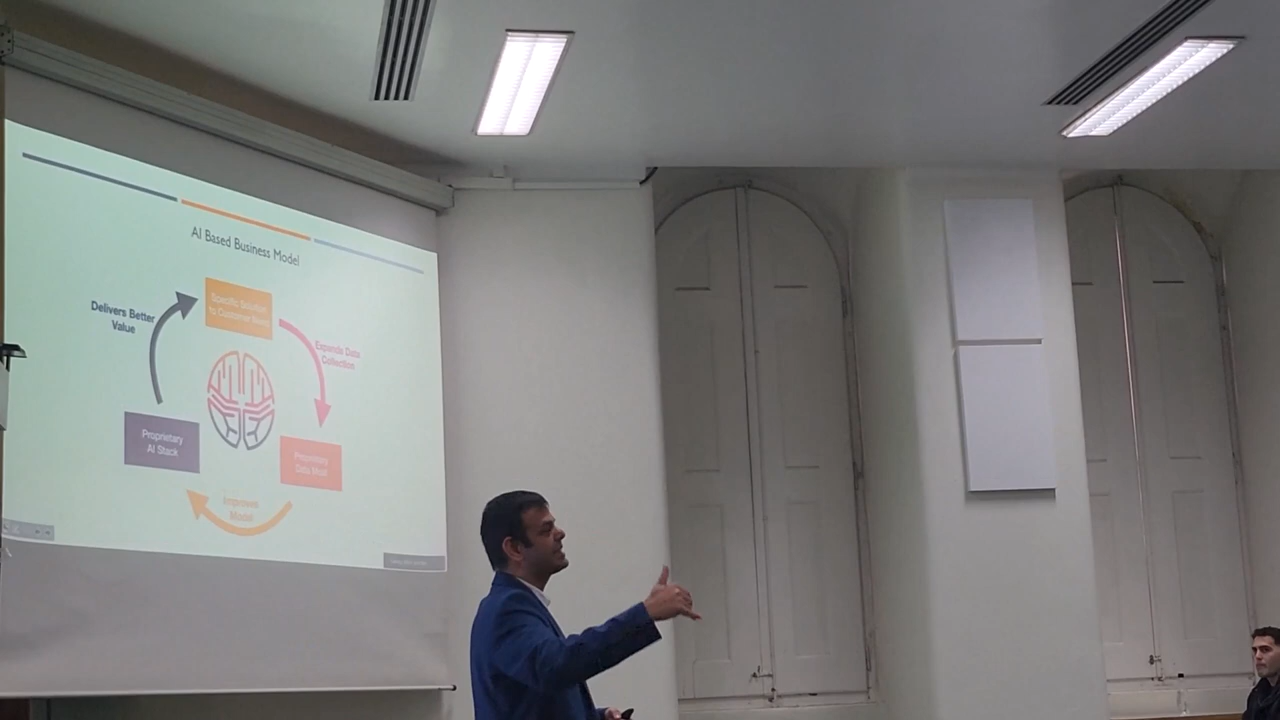 AI Based Business Model
Specific Solution
to Customer Need
Delivers Better
Value
Expands Data
Collection
Proprietary
AI Stack
Proprietary
Data Moat
Improves
Model